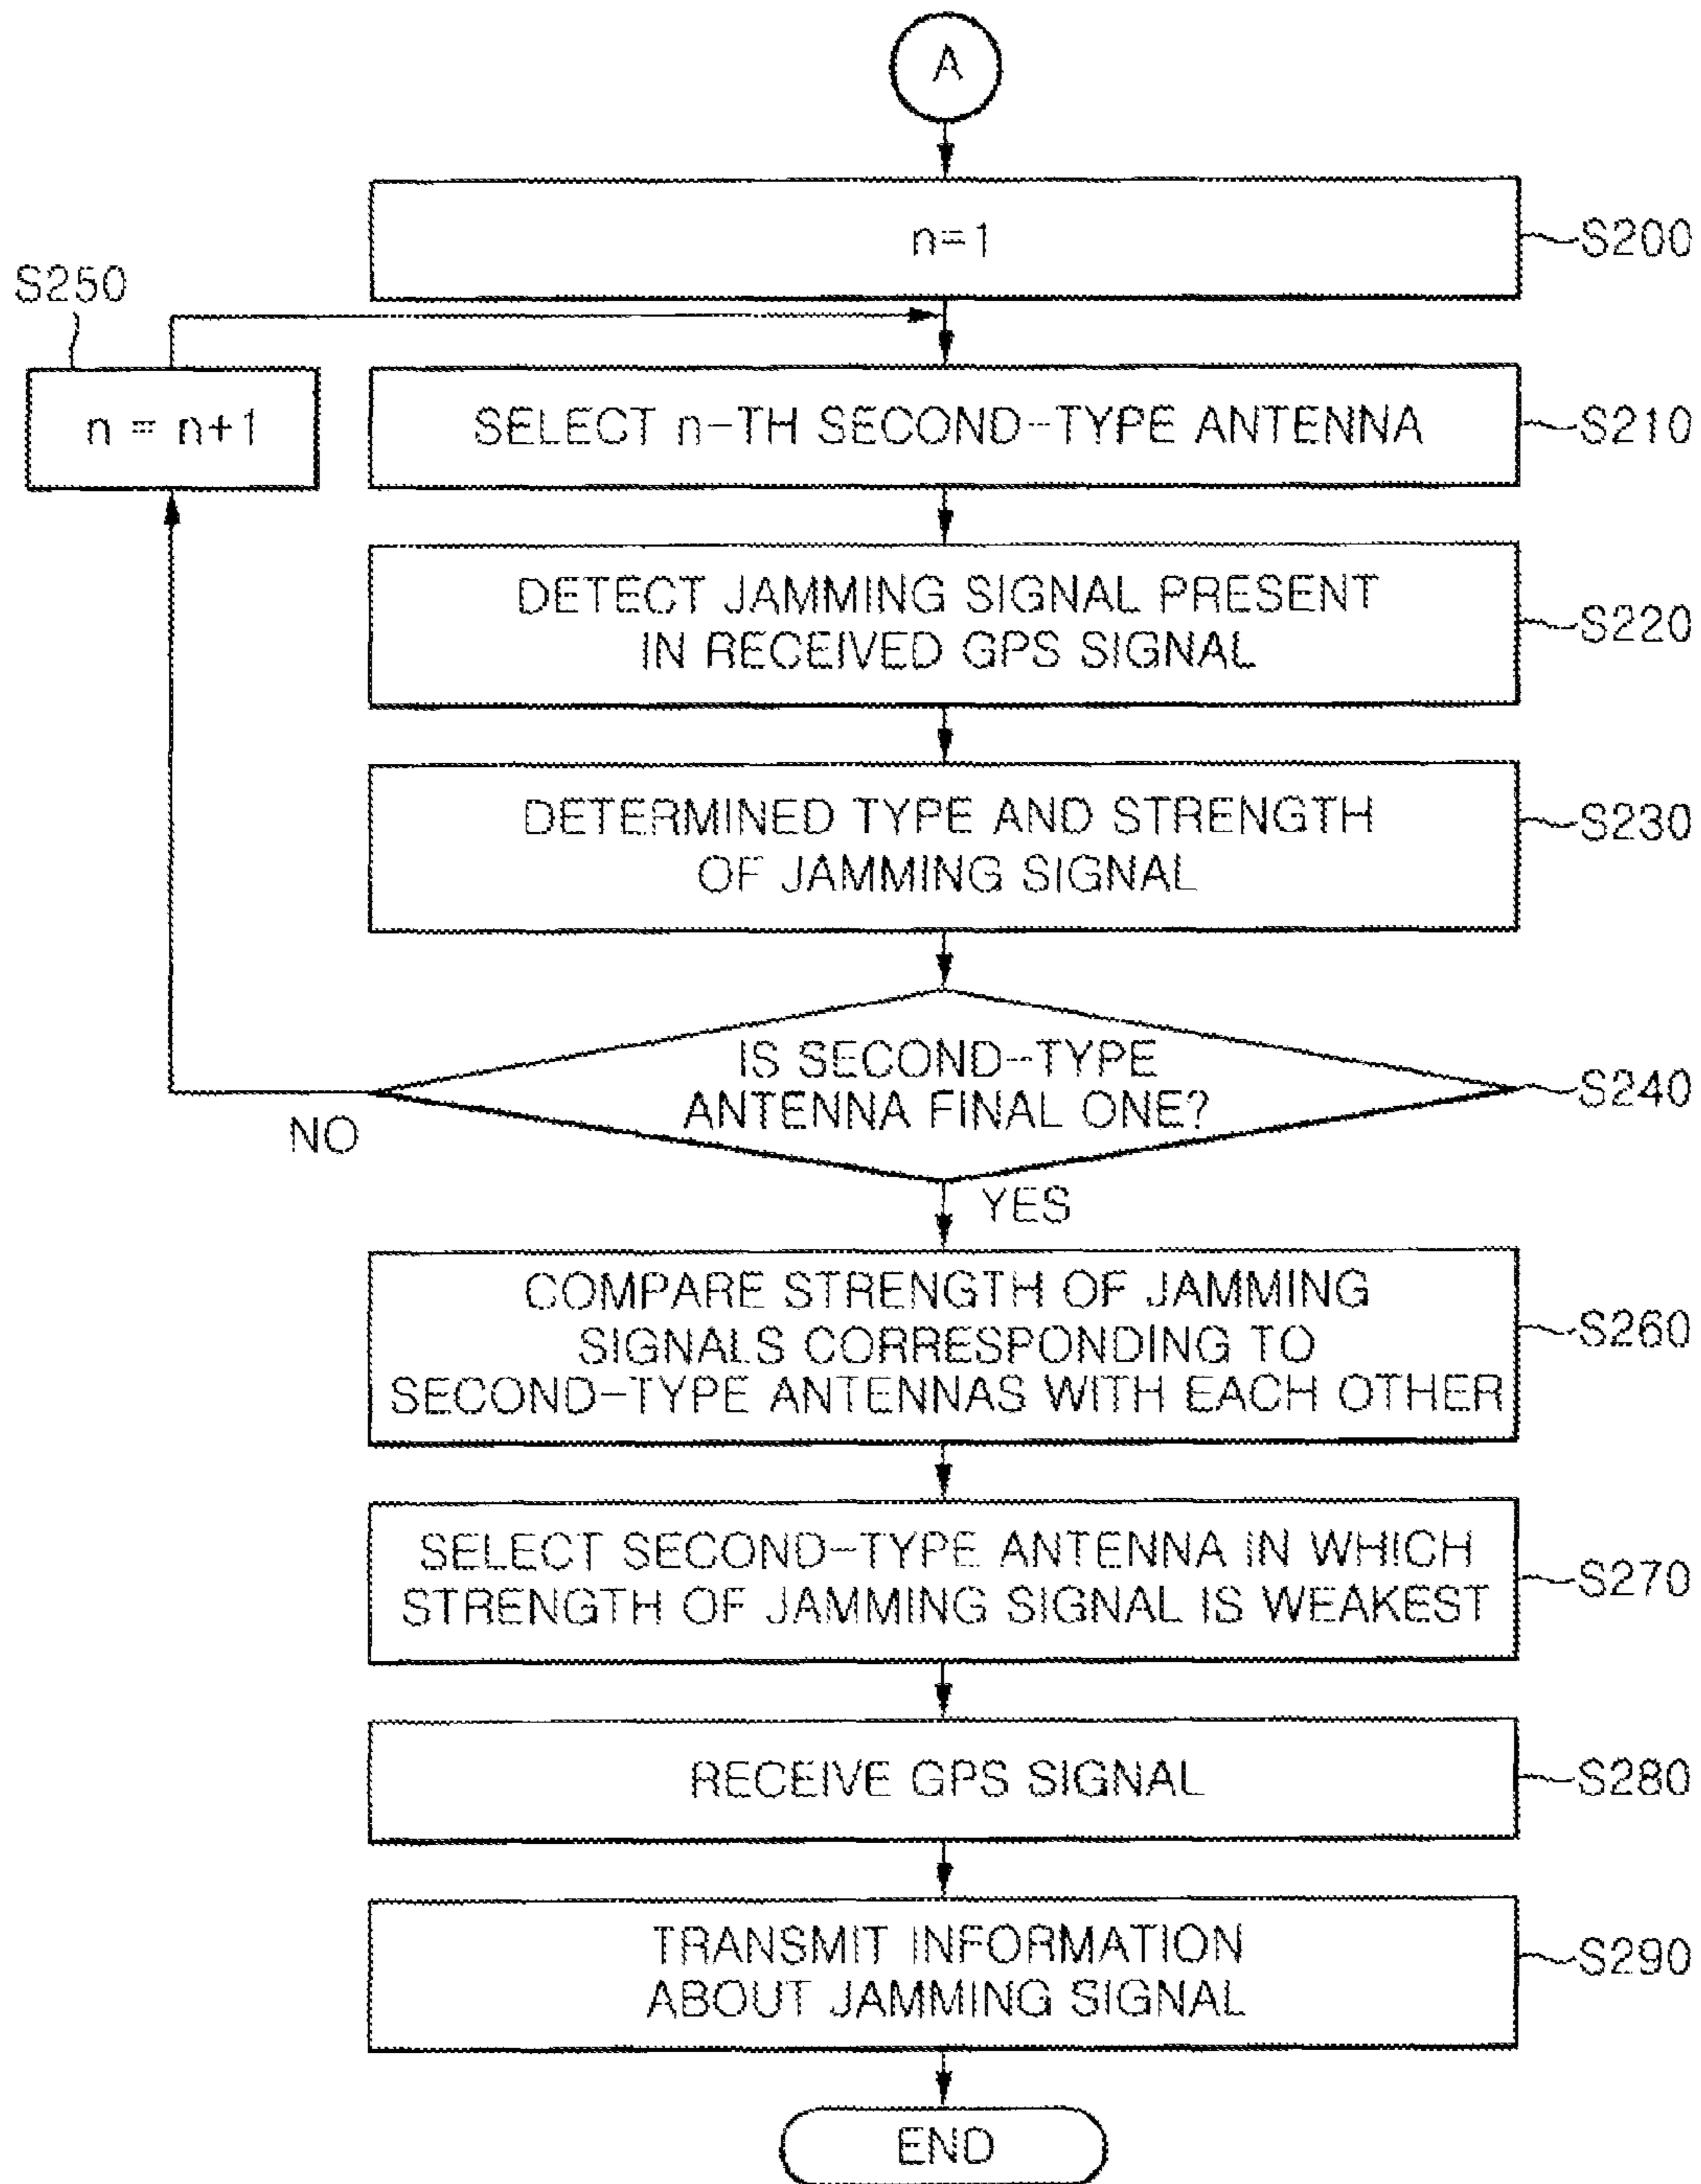 A
n=1
S200
S250
n = n+1
SELECT n-TH SECOND-TYPE ANTENNA
S210
DETECT JAMMING SIGNAL PRESENT
IN RECEIVED GPS SIGNAL
S220
DETERMINED TYPE AND STRENGTH
OF JAMMING SIGNAL
S230
IS SECOND-TYPE
ANTENNA FINAL ONE?
S240
NO
YES
COMPARE STRENGTH OF JAMMING
SIGNALS CORRESPONDING TO
SECOND-TYPE ANTENNAS WITH EACH OTHER
S260
SELECT SECOND-TYPE ANTENNA IN WHICH
STRENGTH OF JAMMING SIGNAL IS WEAKEST
S270
RECEIVE GPS SIGNAL
S280
TRANSMIT INFORMATION
ABOUT JAMMING SIGNAL
S290
END